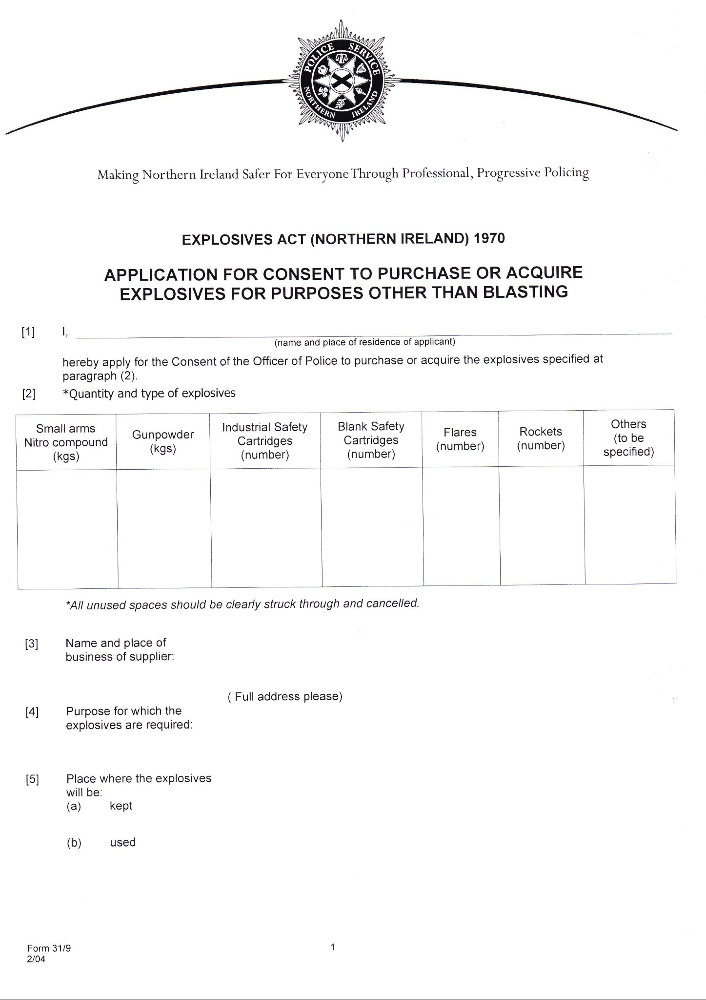 POLICE SERVICE
NORTHERN IRELAND
Making Northern Ireland Safer For Everyone Through Professional, Progressive Policing
EXPLOSIVES ACT (NORTHERN IRELAND) 1970
APPLICATION FOR CONSENT TO PURCHASE OR ACQUIRE
EXPLOSIVES FOR PURPOSES OTHER THAN BLASTING
[1] I,
(name and place of residence of applicant)
hereby apply for the Consent of the Officer of Police to purchase or acquire the explosives specified at
paragraph (2).
[2] *Quantity and type of explosives
Small arms
Nitro compound
(kgs)
Gunpowder
(kgs)
Industrial Safety
Cartridges
(number)
Blank Safety
Cartridges
(number)
Flares
(number)
Rockets
(number)
Others
(to be
specified)
*All unused spaces should be clearly struck through and cancelled.
[3] Name and place of
business of supplier:
( Full address please)
[4] Purpose for which the
explosives are required:
[5] Place where the explosives
will be:
(a) kept
(b) used
Form 31/9
2/04
1